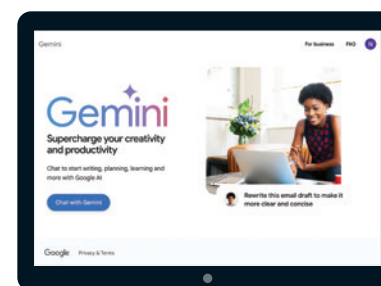 Gemini
For business FAQ N
Gemini
Supercharge your creativity
and productivity
Chat to start writing, planning, learning and
more with Google AI
Chat with Gemini
Rewrite this email draft to make it
more clear and concise
Google Privacy & Terms